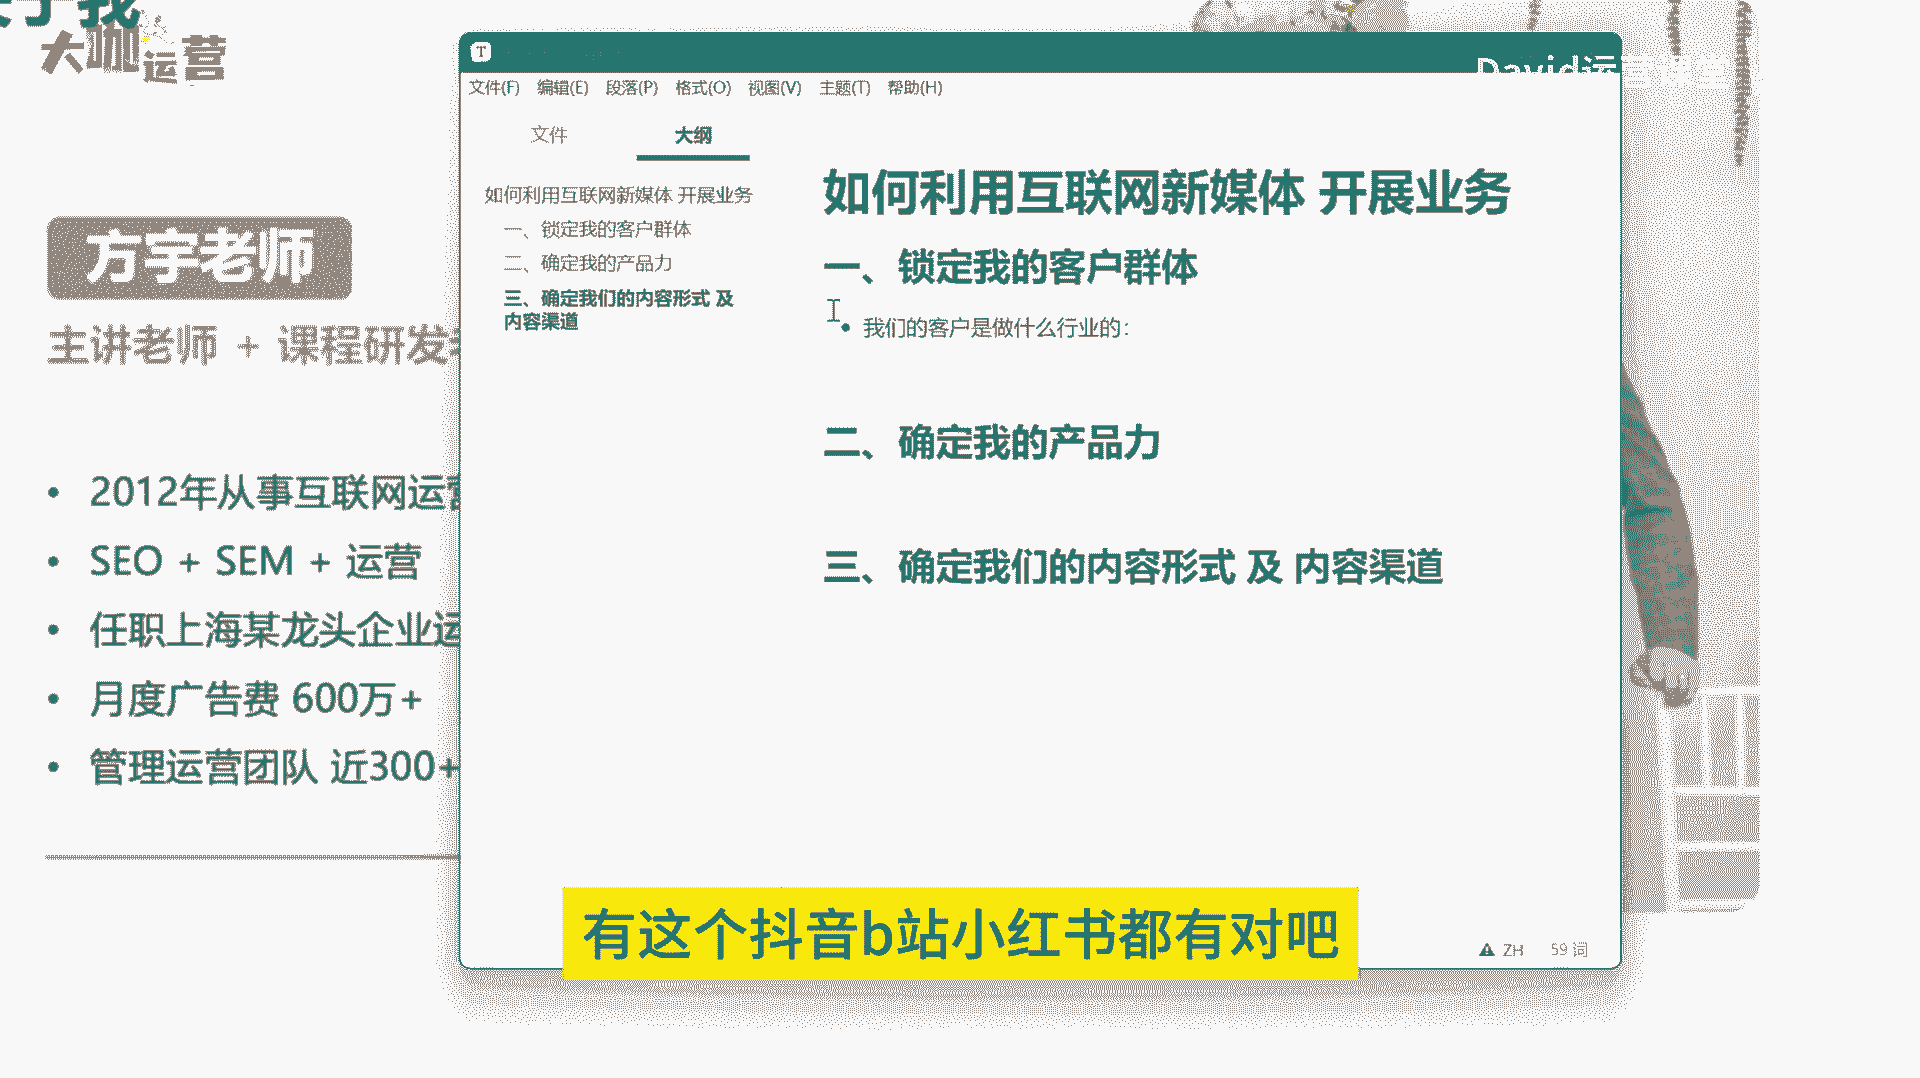 大咖运营
方宇老师
主讲老师 + 课程研发
• 2012年从事互联网运营
• SEO + SEM + 运营
• 任职上海某龙头企业运
• 月度广告费 600万+
• 管理运营团队 近300+
T
David运
文件(F) 编辑(E) 段落(P) 格式(O) 视图(V) 主题(T) 帮助(H)
文件 大纲
如何利用互联网新媒体 开展业务
一、锁定我的客户群体
二、确定我的产品力
三、确定我们的内容形式 及
内容渠道
如何利用互联网新媒体 开展业务
一、锁定我的客户群体
• 我们的客户是做什么行业的：
二、确定我的产品力
三、确定我们的内容形式 及 内容渠道
ZH 59 词
有这个抖音b站小红书都有对吧